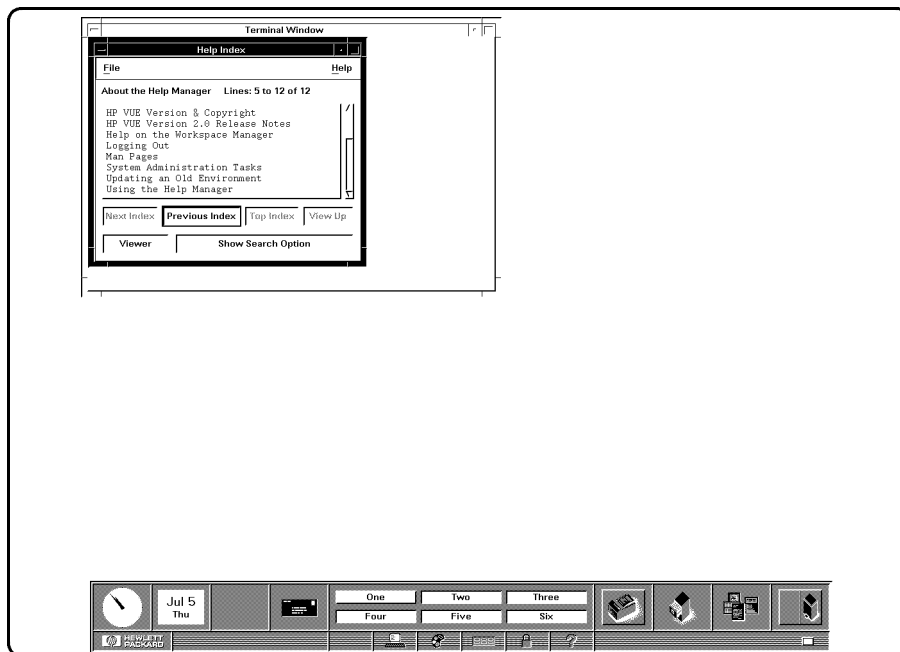 Terminal Window
Help Index
File Help
About the Help Manager Lines: 5 to 12 of 12
HP VUE Version & Copyright
HP VUE Version 2.0 Release Notes
Help on the Workspace Manager
Logging Out
Man Pages
System Administration Tasks
Updating an Old Environment
Using the Help Manager
Next Index Previous Index Top Index View Up
Viewer Show Search Option
Jul 5
Thu
One Two Three
Four Five Six
hp HEWLETT
PACKARD